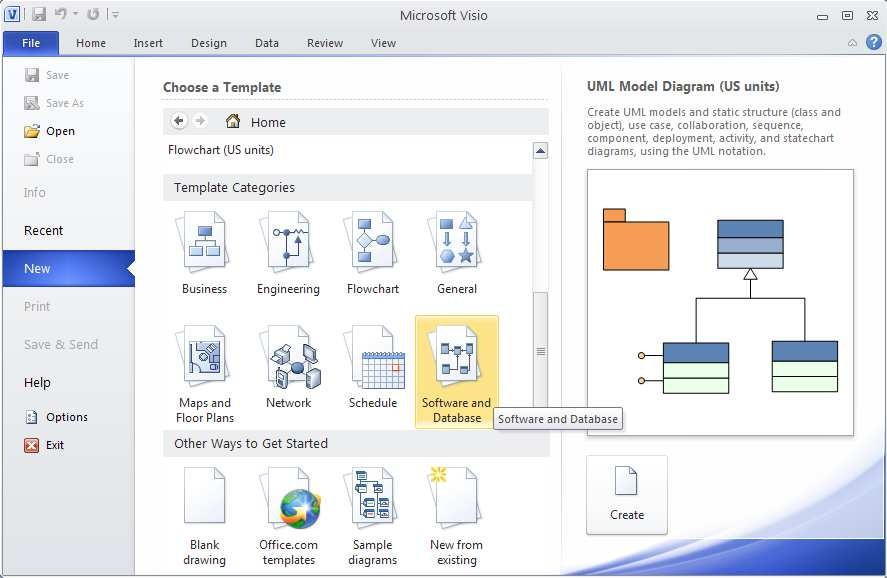 Microsoft Visio
File
Home
Insert
Design
Data
Review
View
Save
Save As
Open
Close
Info
Recent
New
Print
Save & Send
Help
Options
Exit
Choose a Template
Home
Flowchart (US units)
Template Categories
Business
Engineering
Flowchart
General
Maps and
Floor Plans
Network
Schedule
Software and
Database
Software and Database
Other Ways to Get Started
Blank
drawing
Office.com
templates
Sample
diagrams
New from
existing
UML Model Diagram (US units)
Create UML models and static structure (class and
object), use case, collaboration, sequence,
component, deployment, activity, and statechart
diagrams, using the UML notation.
Create